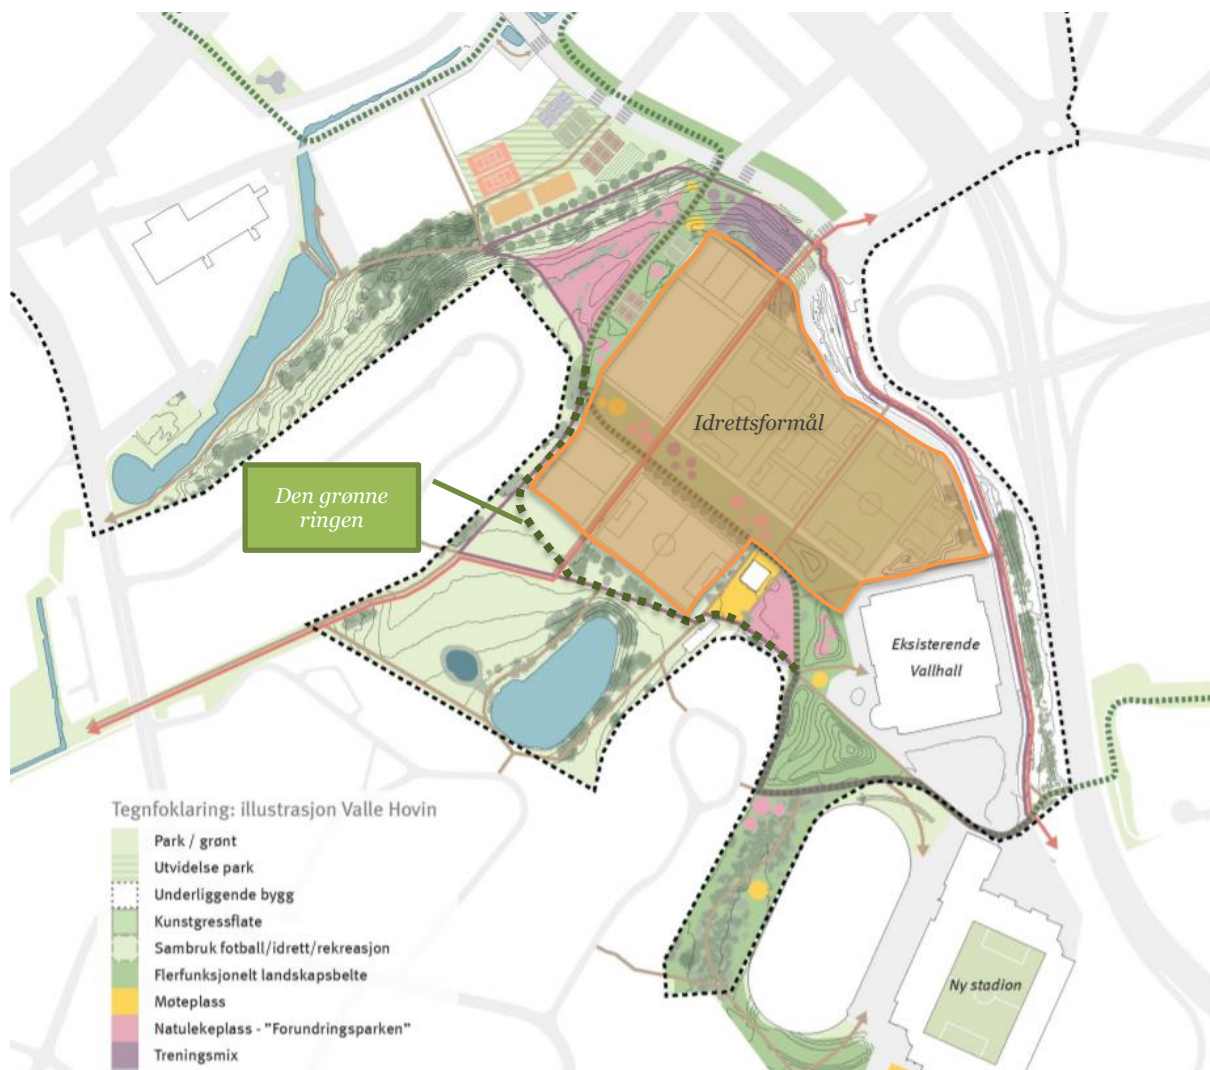 Idrettsformål
Den grønne
ringen
Eksisterende
Vallhall
Ny stadion
Tegnfoklaring: illustrasjon Valle Hovin
Park / grønt
Utvidelse park
Underliggende bygg
Kunstgressflate
Sambruk fotball/idrett/rekreasjon
Flerfunksjonelt landskapsbelte
Møteplass
Natulekeplass - "Forundringsparken"
Treningsmix